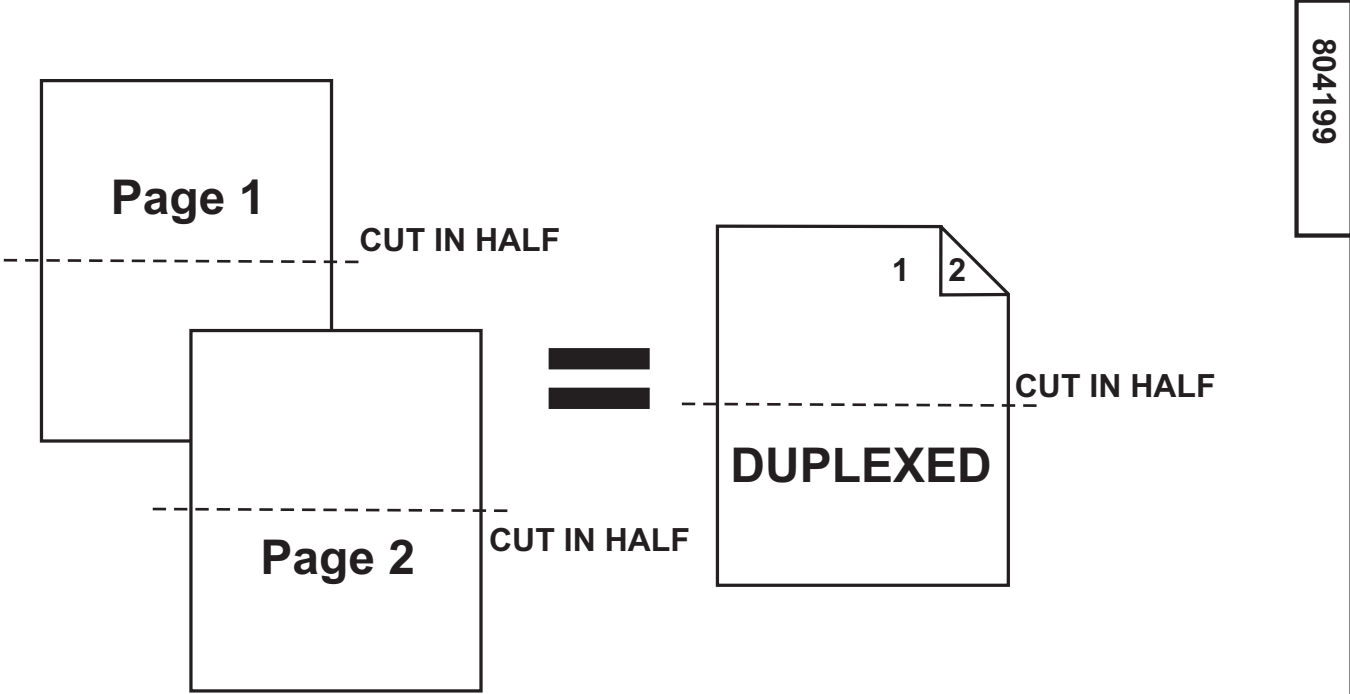 804199
Page 1
CUT IN HALF
1
2
CUT IN HALF
DUPLEXED
CUT IN HALF
Page 2